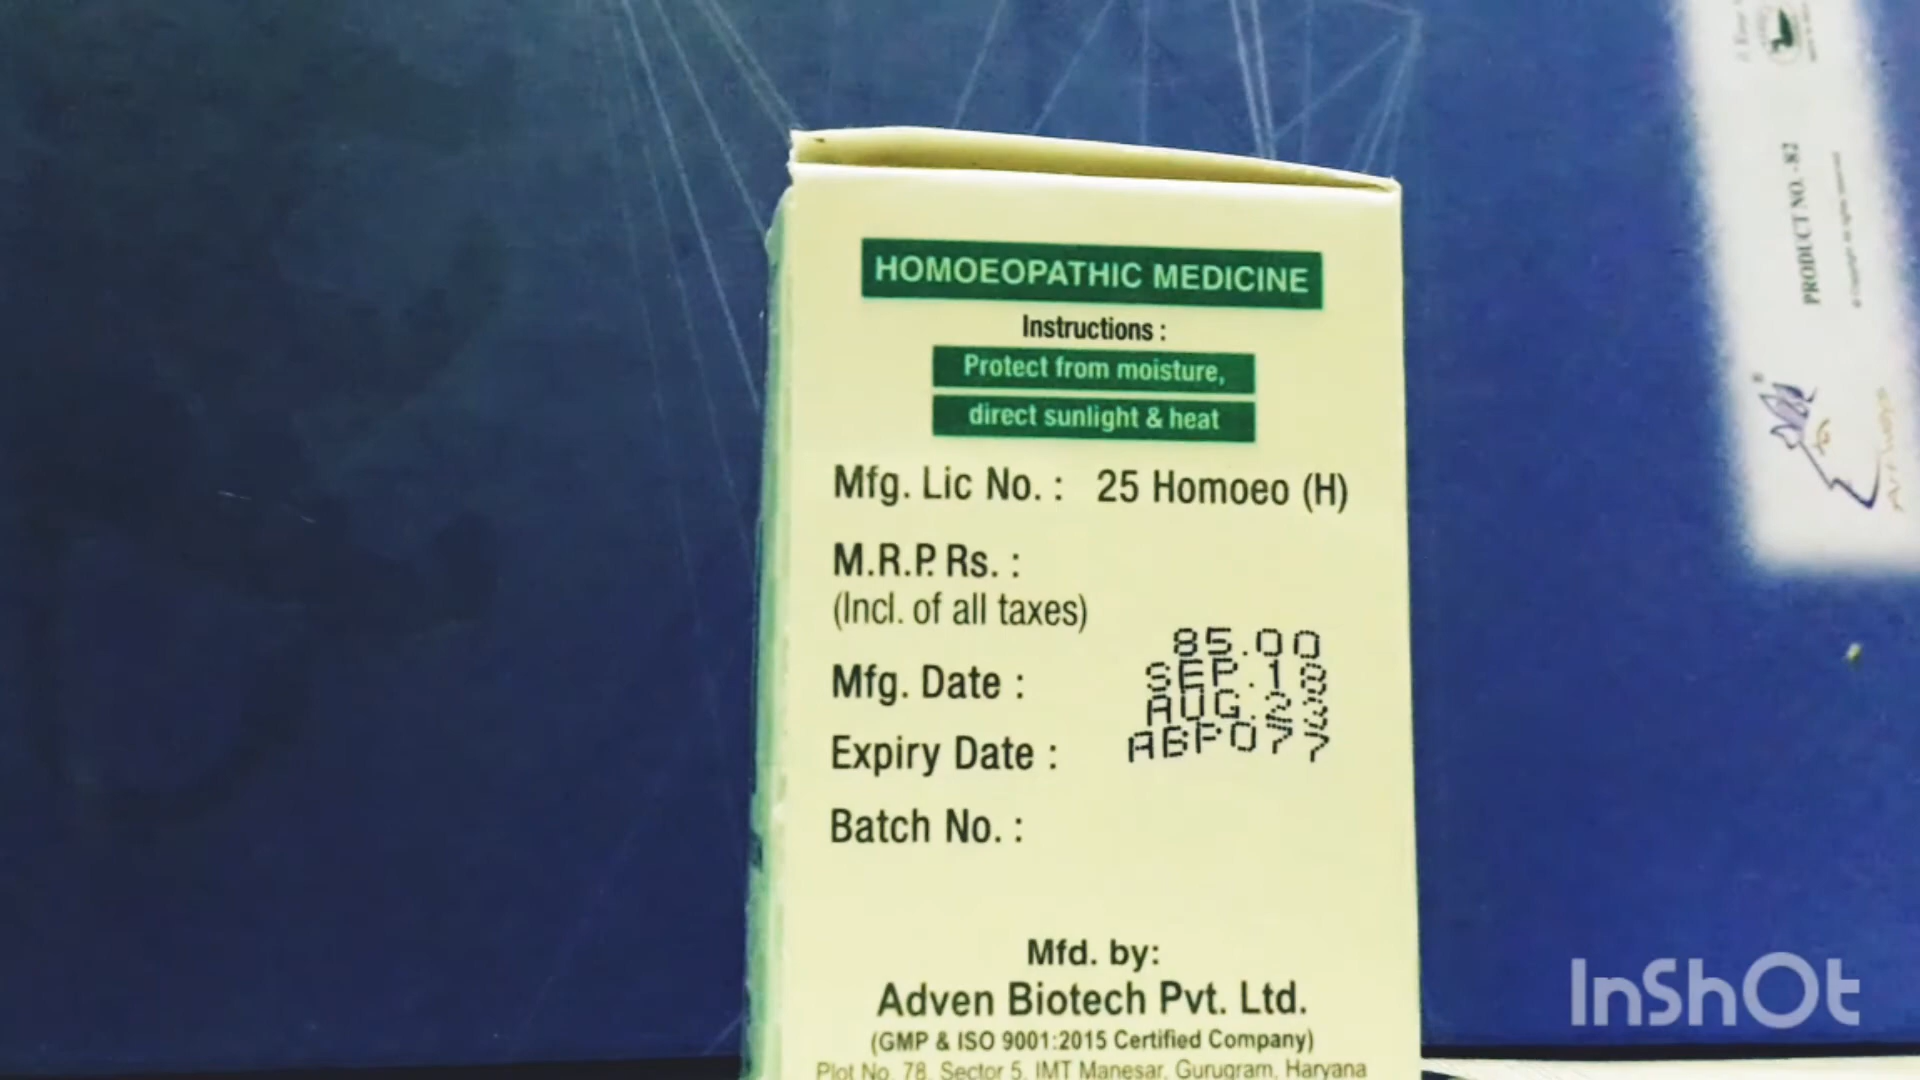 HOMOEOPATHIC MEDICINE
Instructions :
Protect from moisture,
direct sunlight & heat
Mfg. Lic No. : 25 Homoeo (H)
M.R.P. Rs. :
(Incl. of all taxes)
85.00
Mfg. Date :
SEP.18
AUG.23
Expiry Date :
ABP077
Batch No. :
Mfd. by:
Adven Biotech Pvt. Ltd.
(GMP & ISO 9001:2015 Certified Company)
Plot No. 78, Sector 5, IMT Manesar, Gurugram, Haryana
PRODUCT NO. - 82
InShOt